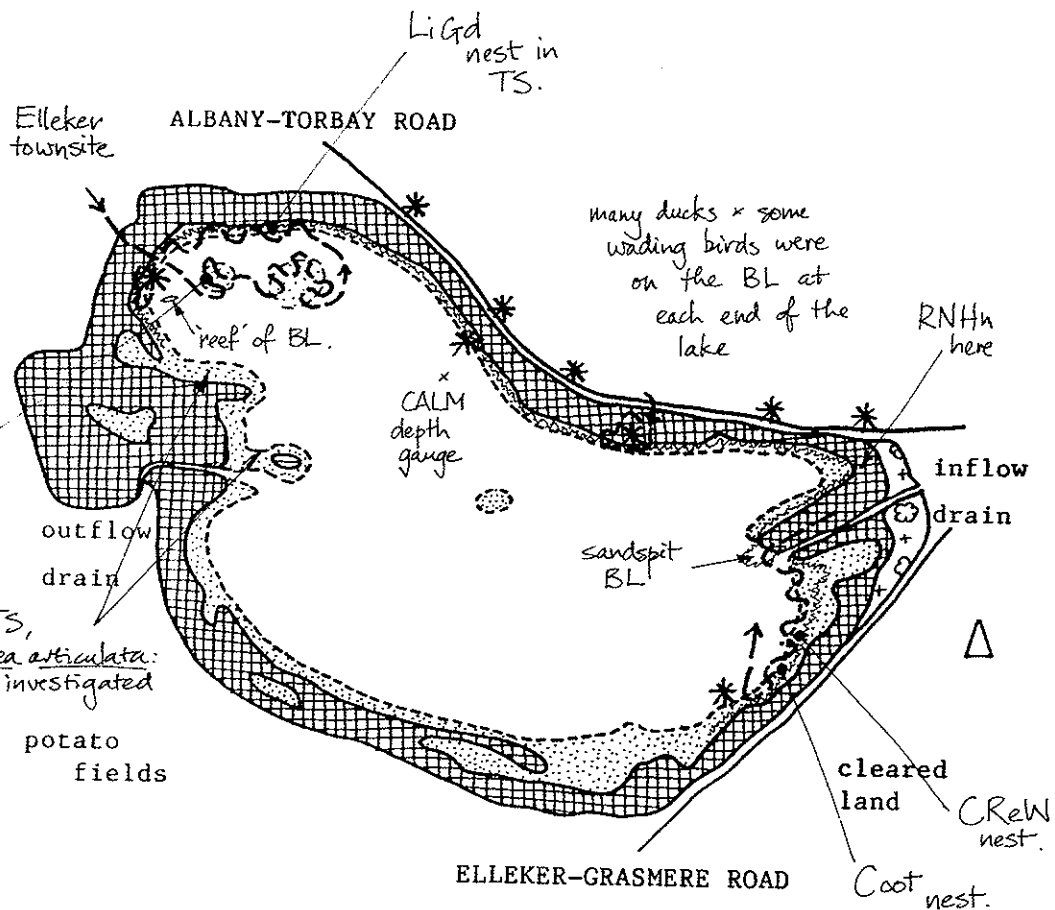 LiGd
nest in
TS.
Elleker
townsite
ALBANY-TORBAY ROAD
many ducks × some
wading birds were
on the BL at
each end of the
lake
RNHn
here
'reef' of BL.
×
CALM
depth
gauge
inflow
drain
outflow
drain
sandspit
BL
TS,
articulata:
investigated
potato
fields
cleared
land
CReW
nest.
Coot nest.
ELLEKER-GRASMERE ROAD